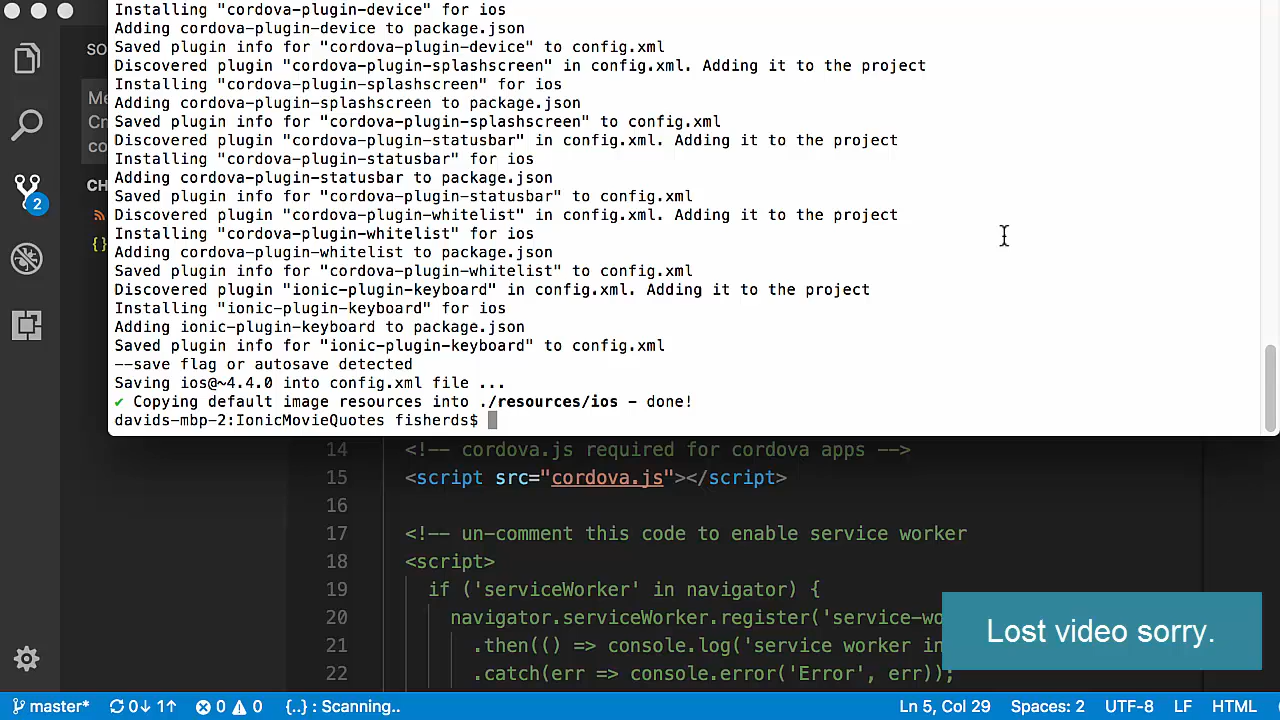 Installing "cordova-plugin-device" for ios
Adding cordova-plugin-device to package.json
Saved plugin info for "cordova-plugin-device" to config.xml
Discovered plugin "cordova-plugin-splashscreen" in config.xml. Adding it to the project
Installing "cordova-plugin-splashscreen" for ios
Adding cordova-plugin-splashscreen to package.json
Saved plugin info for "cordova-plugin-splashscreen" to config.xml
Discovered plugin "cordova-plugin-statusbar" in config.xml. Adding it to the project
Installing "cordova-plugin-statusbar" for ios
Adding cordova-plugin-statusbar to package.json
Saved plugin info for "cordova-plugin-statusbar" to config.xml
Discovered plugin "cordova-plugin-whitelist" in config.xml. Adding it to the project
Installing "cordova-plugin-whitelist" for ios
Adding cordova-plugin-whitelist to package.json
Saved plugin info for "cordova-plugin-whitelist" to config.xml
Discovered plugin "ionic-plugin-keyboard" in config.xml. Adding it to the project
Installing "ionic-plugin-keyboard" for ios
Adding ionic-plugin-keyboard to package.json
Saved plugin info for "ionic-plugin-keyboard" to config.xml
--save flag or autosave detected
Saving ios@~4.4.0 into config.xml file ...
✔ Copying default image resources into ./resources/ios – done!
davids-mbp-2:IonicMovieQuotes fisherds$
SO
Me
Cm
co
CH
{}
2
14 <!-- cordova.js required for cordova apps -->
15 <script src="cordova.js"></script>
16
17 <!-- un-comment this code to enable service worker
18 <script>
19 if ('serviceWorker' in navigator) {
20 navigator.serviceWorker.register('service-wo
21 .then(() => console.log('service worker in
22 .catch(err => console.error('Error', err));
Lost video sorry.
master* 0↓ 1↑ 0 0 {..} : Scanning.. Ln 5, Col 29 Spaces: 2 UTF-8 LF HTML